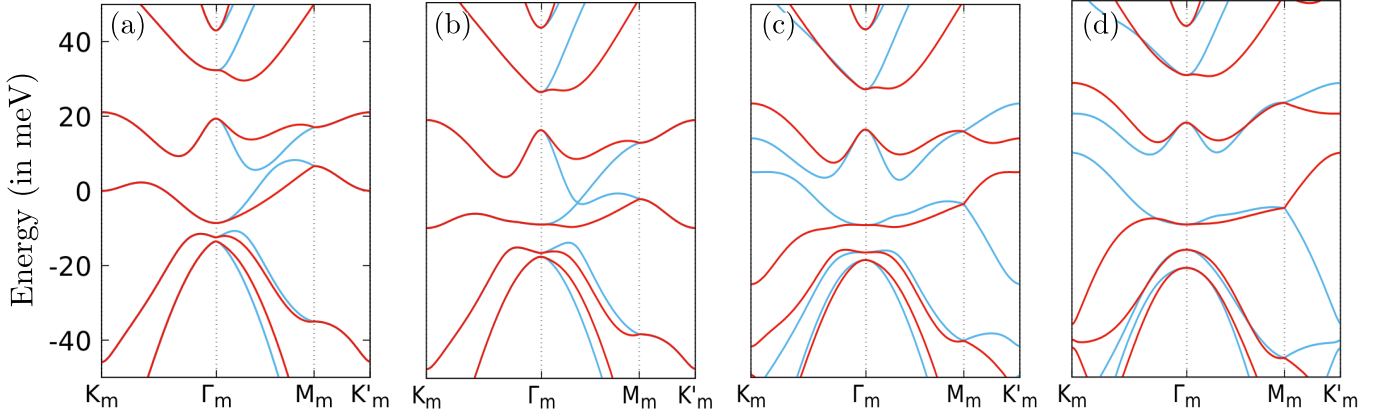 (a) (b) (c) (d)
Energy (in meV)
40
20
0
-20
-40
Kₘ Γₘ Mₘ K'ₘ Kₘ Γₘ Mₘ K'ₘ Kₘ Γₘ Mₘ K'ₘ Kₘ Γₘ Mₘ K'ₘ